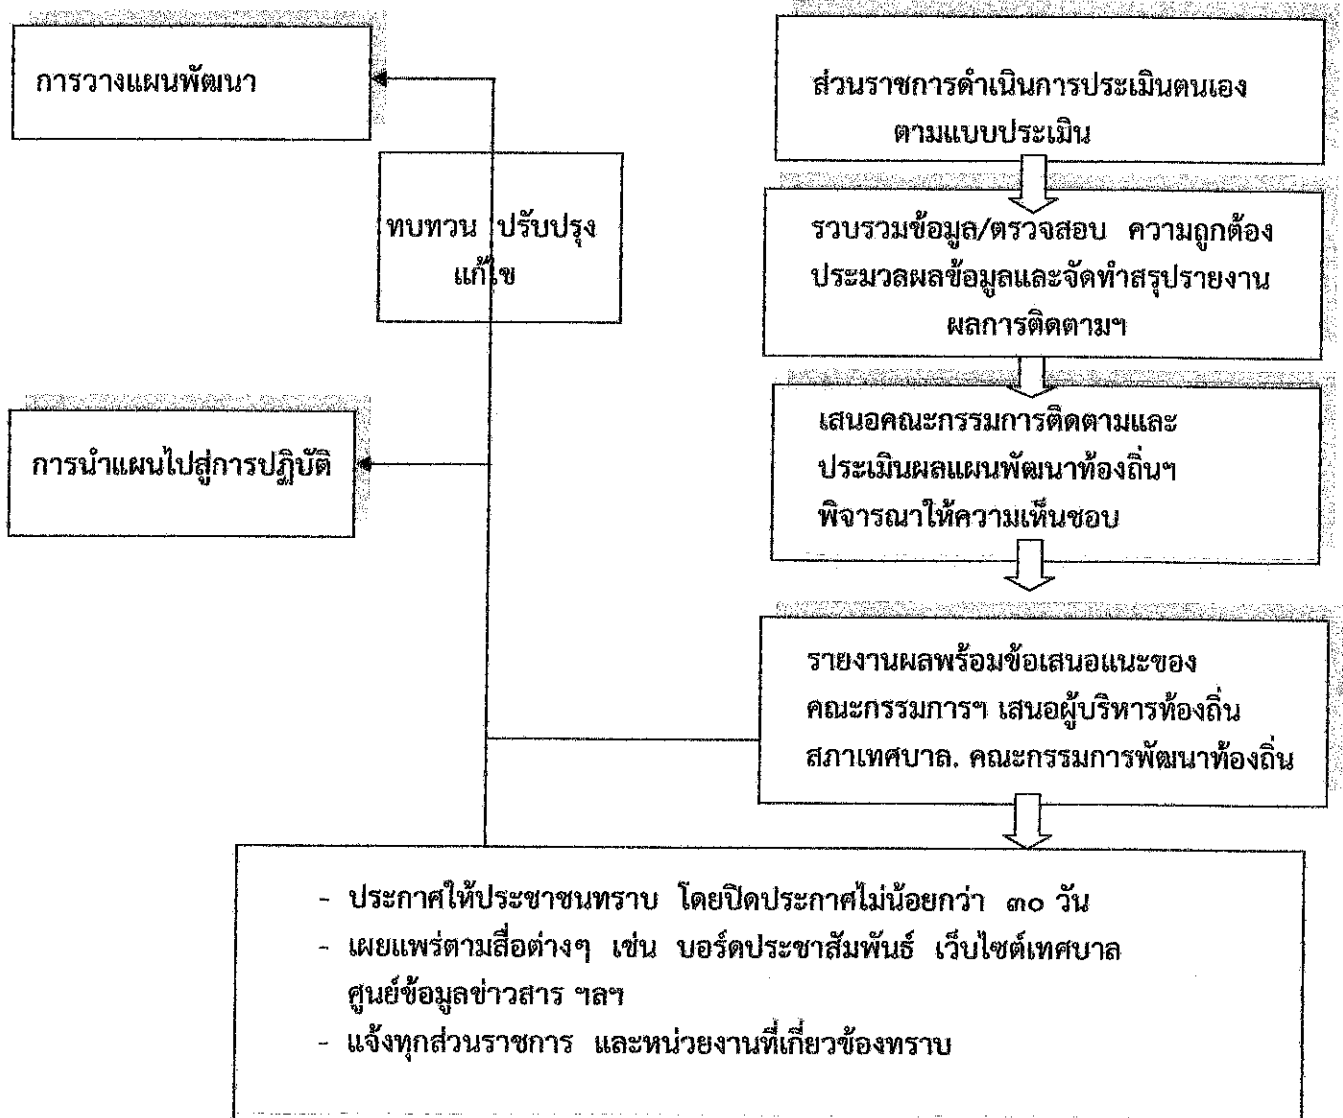 การวางแผนพัฒนา
ส่วนราชการดำเนินการประเมินตนเอง
ตามแบบประเมิน
ทบทวน ปรับปรุง
แก้ไข
รวบรวมข้อมูล/ตรวจสอบ ความถูกต้อง
ประมวลผลข้อมูลและจัดทำสรุปรายงาน
ผลการติดตามฯ
การนำแผนไปสู่การปฏิบัติ
เสนอคณะกรรมการติดตามและ
ประเมินผลแผนพัฒนาท้องถิ่นฯ
พิจารณาให้ความเห็นชอบ
รายงานผลพร้อมข้อเสนอแนะของ
คณะกรรมการฯ เสนอผู้บริหารท้องถิ่น
สภาเทศบาล. คณะกรรมการพัฒนาท้องถิ่น
- ประกาศให้ประชาชนทราบ โดยปิดประกาศไม่น้อยกว่า ๓๐ วัน
- เผยแพร่ตามสื่อต่างๆ เช่น บอร์ดประชาสัมพันธ์ เว็บไซต์เทศบาล
ศูนย์ข้อมูลข่าวสาร ฯลฯ
- แจ้งทุกส่วนราชการ และหน่วยงานที่เกี่ยวข้องทราบ